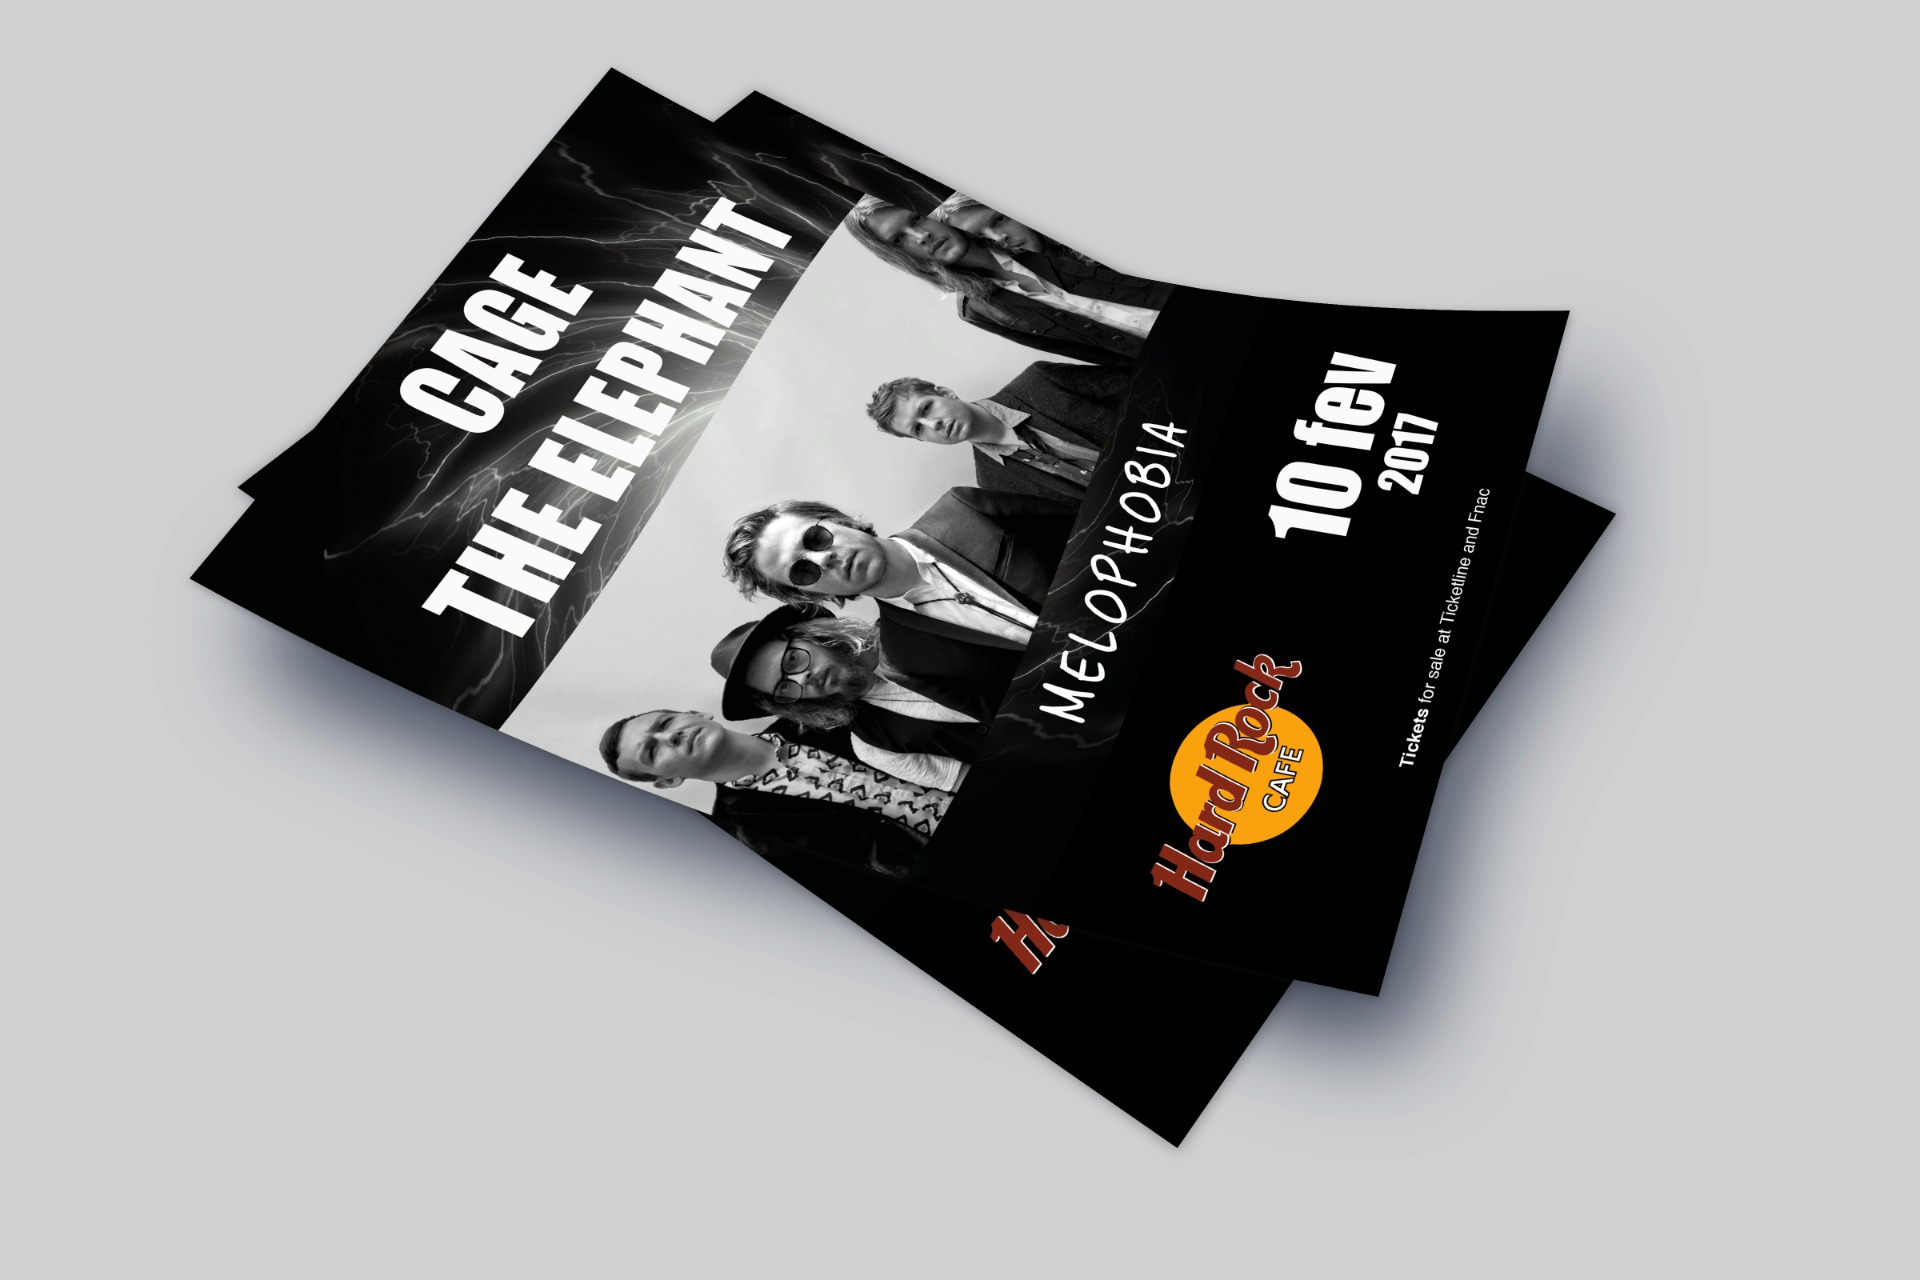 CAGE
THE ELEPHANT
MELOPHOBIA
10 fev
2017
Hard Rock
CAFE
Tickets for sale at Ticketline and Fnac